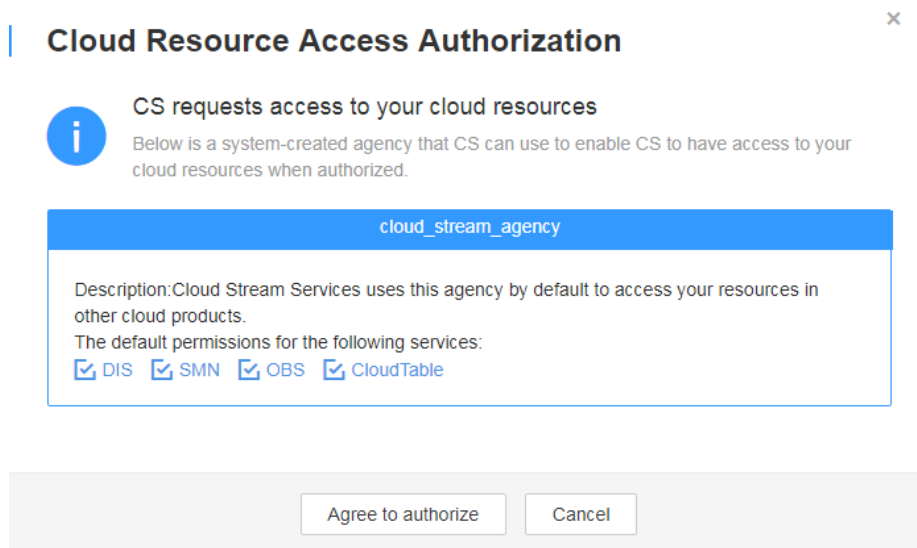 ×
Cloud Resource Access Authorization
CS requests access to your cloud resources
Below is a system-created agency that CS can use to enable CS to have access to your
cloud resources when authorized.
cloud_stream_agency
Description:Cloud Stream Services uses this agency by default to access your resources in
other cloud products.
The default permissions for the following services:
DIS SMN OBS CloudTable
Agree to authorize Cancel